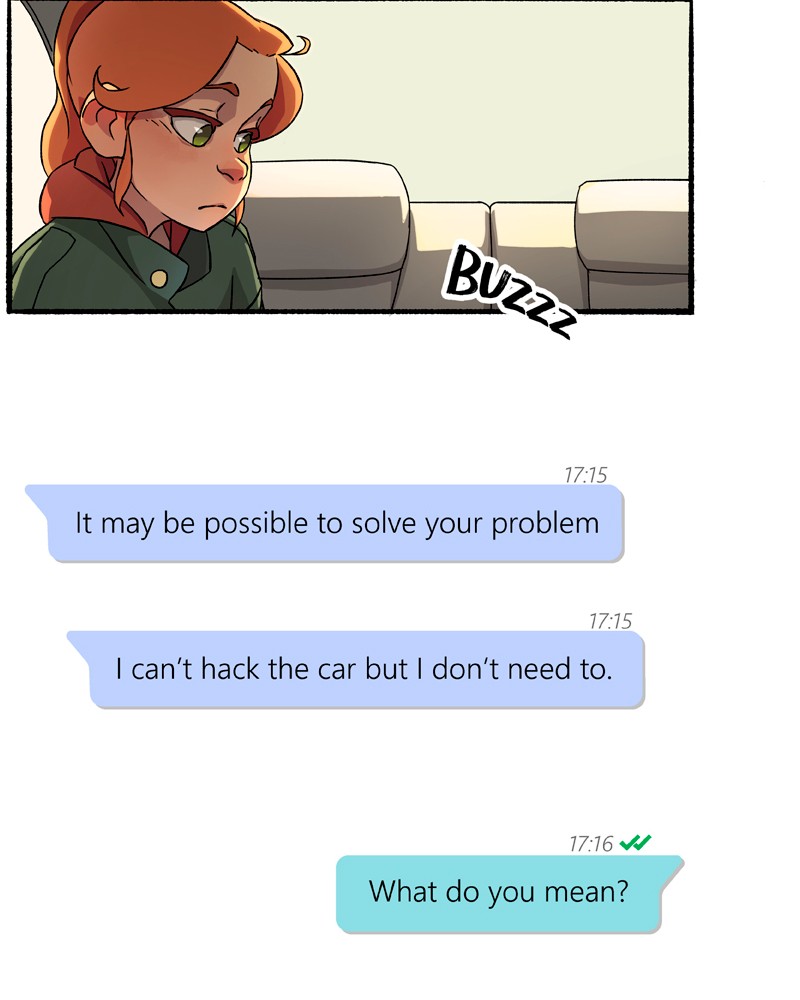 BUZZZ
17:15
It may be possible to solve your problem
17:15
I can't hack the car but I don't need to.
17:16
What do you mean?